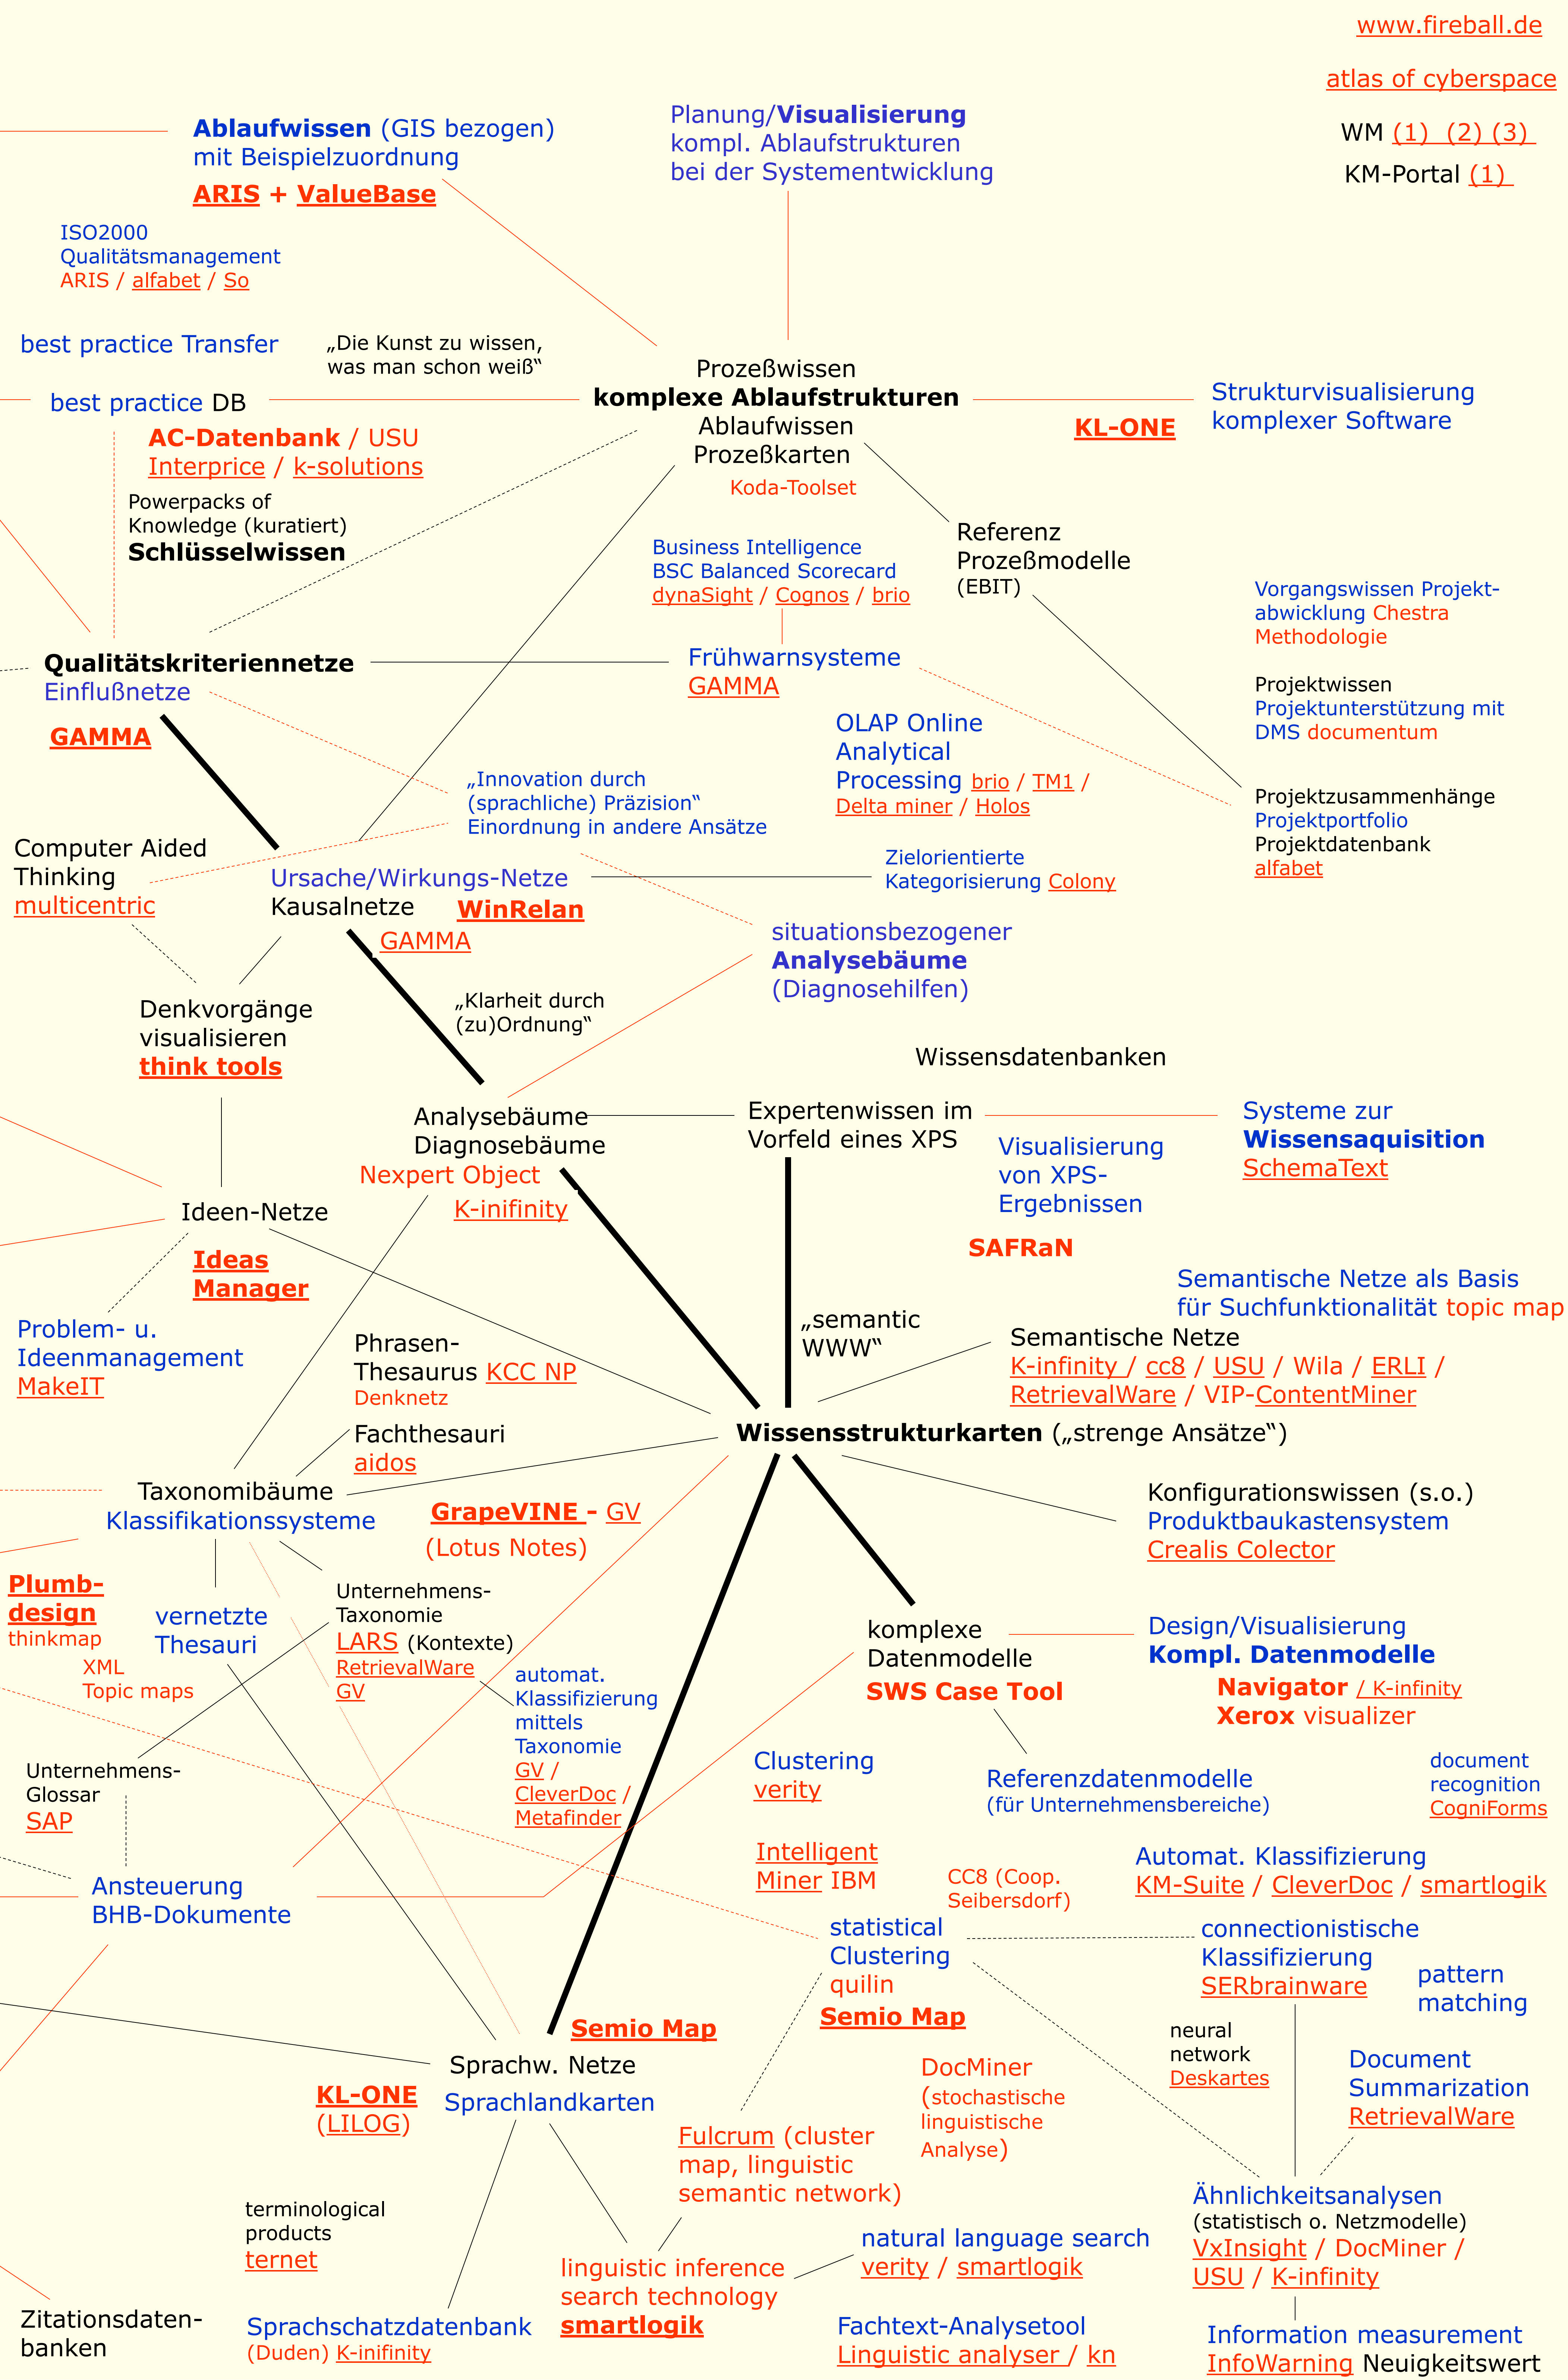 www.fireball.de
atlas of cyberspace
WM (1) (2) (3)
KM-Portal (1)
Ablaufwissen (GIS bezogen)
mit Beispielzuordnung
ARIS + ValueBase
Planung/Visualisierung
kompl. Ablaufstrukturen
bei der Systementwicklung
ISO2000
Qualitätsmanagement
ARIS / alfabet / So
best practice Transfer
„Die Kunst zu wissen,
was man schon weiß“
best practice DB
AC-Datenbank / USU
Interprice / k-solutions
Prozeßwissen
komplexe Ablaufstrukturen
Ablaufwissen
Prozeßkarten
Koda-Toolset
KL-ONE
Strukturvisualisierung
komplexer Software
Powerpacks of
Knowledge (kuratiert)
Schlüsselwissen
Business Intelligence
BSC Balanced Scorecard
dynaSight / Cognos / brio
Referenz
Prozeßmodelle
(EBIT)
Vorgangswissen Projekt-
abwicklung Chestra
Methodologie
Qualitätskriteriennetze
Einflußnetze
GAMMA
Frühwarnsysteme
GAMMA
Projektwissen
Projektunterstützung mit
DMS documentum
OLAP Online
Analytical
Processing brio / TM1 /
Delta miner / Holos
„Innovation durch
(sprachliche) Präzision“
Einordnung in andere Ansätze
Projektzusammenhänge
Projektportfolio
Projektdatenbank
alfabet
Computer Aided
Thinking
multicentric
Ursache/Wirkungs-Netze
Kausalnetze WinRelan
GAMMA
Zielorientierte
Kategorisierung Colony
situationsbezogener
Analysebäume
(Diagnosehilfen)
Denkvorgänge
visualisieren
think tools
„Klarheit durch
(zu)Ordnung“
Wissensdatenbanken
Analysebäume
Diagnosebäume
Nexpert Object
K-inifinity
Expertenwissen im
Vorfeld eines XPS
Visualisierung
von XPS-
Ergebnissen
SAFRaN
Systeme zur
Wissensaquisition
SchemaText
Ideen-Netze
Ideas
Manager
Semantische Netze als Basis
für Suchfunktionalität topic map
Problem- u.
Ideenmanagement
MakeIT
Phrasen-
Thesaurus KCC NP
Denknetz
„semantic
WWW“
Semantische Netze
K-infinity / cc8 / USU / Wila / ERLI /
RetrievalWare / VIP-ContentMiner
Fachthesauri
aidos
Wissensstrukturkarten („strenge Ansätze“)
Taxonomibäume
Klassifikationssysteme
GrapeVINE - GV
(Lotus Notes)
Konfigurationswissen (s.o.)
Produktbaukastensystem
Crealis Colector
Plumb-
design
thinkmap
XML
Topic maps
vernetzte
Thesauri
Unternehmens-
Taxonomie
LARS (Kontexte)
RetrievalWare
GV
komplexe
Datenmodelle
SWS Case Tool
Design/Visualisierung
Kompl. Datenmodelle
Navigator / K-infinity
Xerox visualizer
automat.
Klassifizierung
mittels
Taxonomie
GV /
CleverDoc /
Metafinder
Unternehmens-
Glossar
SAP
Clustering
verity
Referenzdatenmodelle
(für Unternehmensbereiche)
document
recognition
CogniForms
Intelligent
Miner IBM
CC8 (Coop.
Seibersdorf)
Automat. Klassifizierung
KM-Suite / CleverDoc / smartlogik
Ansteuerung
BHB-Dokumente
statistical
Clustering
quilin
Semio Map
connectionistische
Klassifizierung
SERbrainware
pattern
matching
Semio Map
Sprachw. Netze
Sprachlandkarten
KL-ONE
(LILOG)
neural
network
Deskartes
Document
Summarization
RetrievalWare
DocMiner
(stochastische
linguistische
Analyse)
Fulcrum (cluster
map, linguistic
semantic network)
terminological
products
ternet
Ähnlichkeitsanalysen
(statistisch o. Netzmodelle)
VxInsight / DocMiner /
USU / K-infinity
linguistic inference
search technology
smartlogik
natural language search
verity / smartlogik
Zitationsdaten-
banken
Sprachschatzdatenbank
(Duden) K-inifinity
Fachtext-Analysetool
Linguistic analyser / kn
Information measurement
InfoWarning Neuigkeitswert